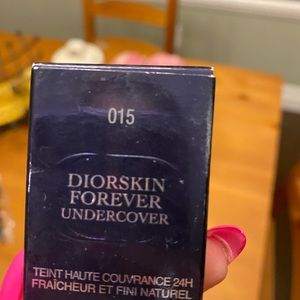 015
DIORSKIN
FOREVER
UNDERCOVER
TEINT HAUTE COUVRANCE 24H
FRAÎCHEUR ET FINI NATUREL